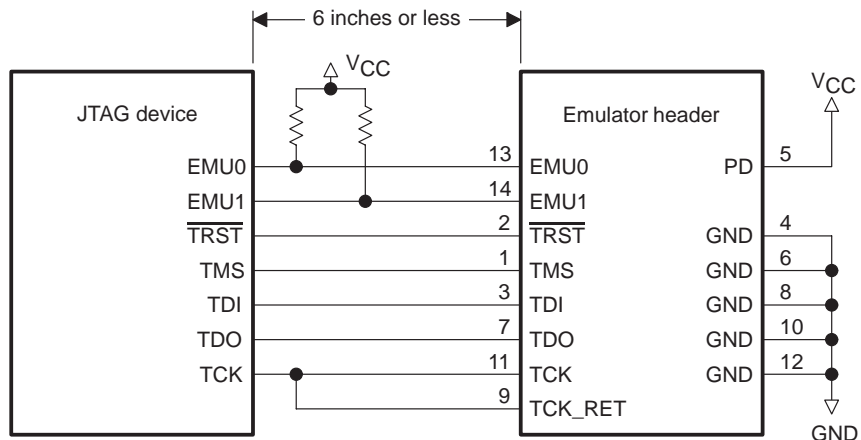 6 inches or less
VCC
VCC
JTAG device
Emulator header
EMU0 13 EMU0 PD 5
EMU1 14 EMU1
TRST 2 TRST GND 4
TMS 1 TMS GND 6
TDI 3 TDI GND 8
TDO 7 TDO GND 10
TCK 11 TCK GND 12
9 TCK_RET
GND